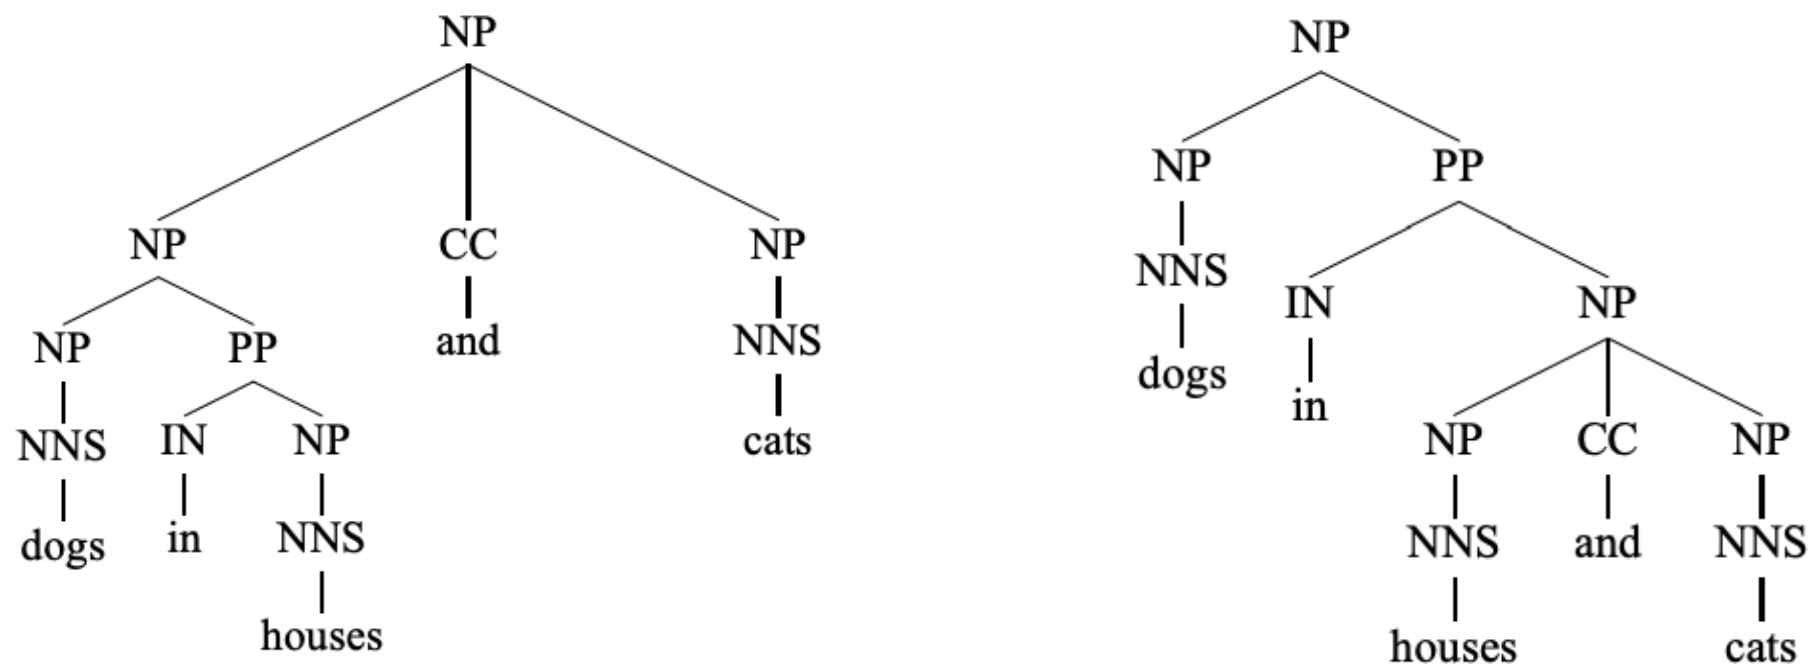 NP
NP CC NP
NP PP and NNS
NNS IN NP cats
dogs in NNS
houses
NP
NP PP
NNS IN NP
dogs in NP CC NP
NNS and NNS
houses cats